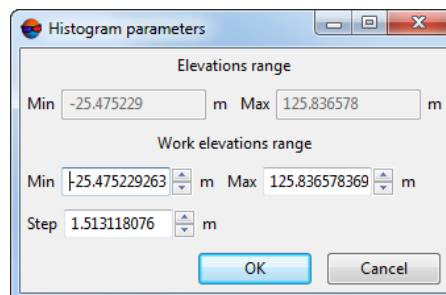 Histogram parameters
Elevations range
Min -25.475229 m Max 125.836578 m
Work elevations range
Min -25.475229263 m Max 125.836578369 m
Step 1.513118076 m
OK Cancel